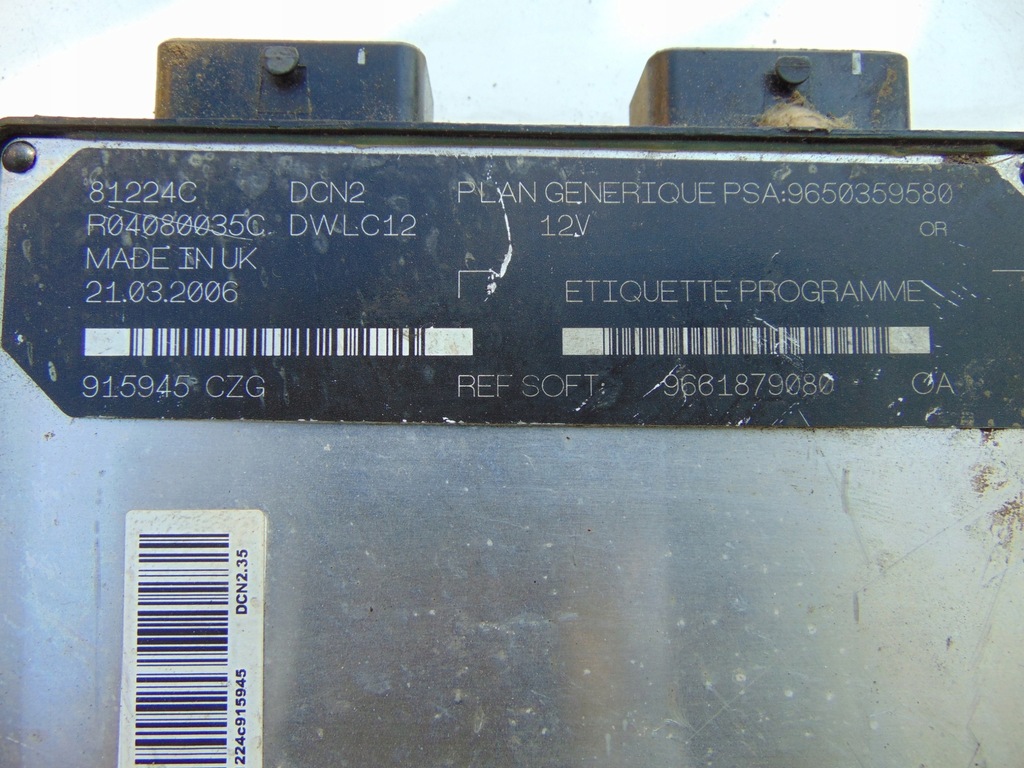 81224C DCN2 PLAN GENERIQUE PSA:9650359580
R04080035C DWLC12 12V OR
MADE IN UK
21.03.2006 ETIQUETTE PROGRAMME
915945 CZG REF SOFT: 9661879080 OA
DCN2.35
224c915945